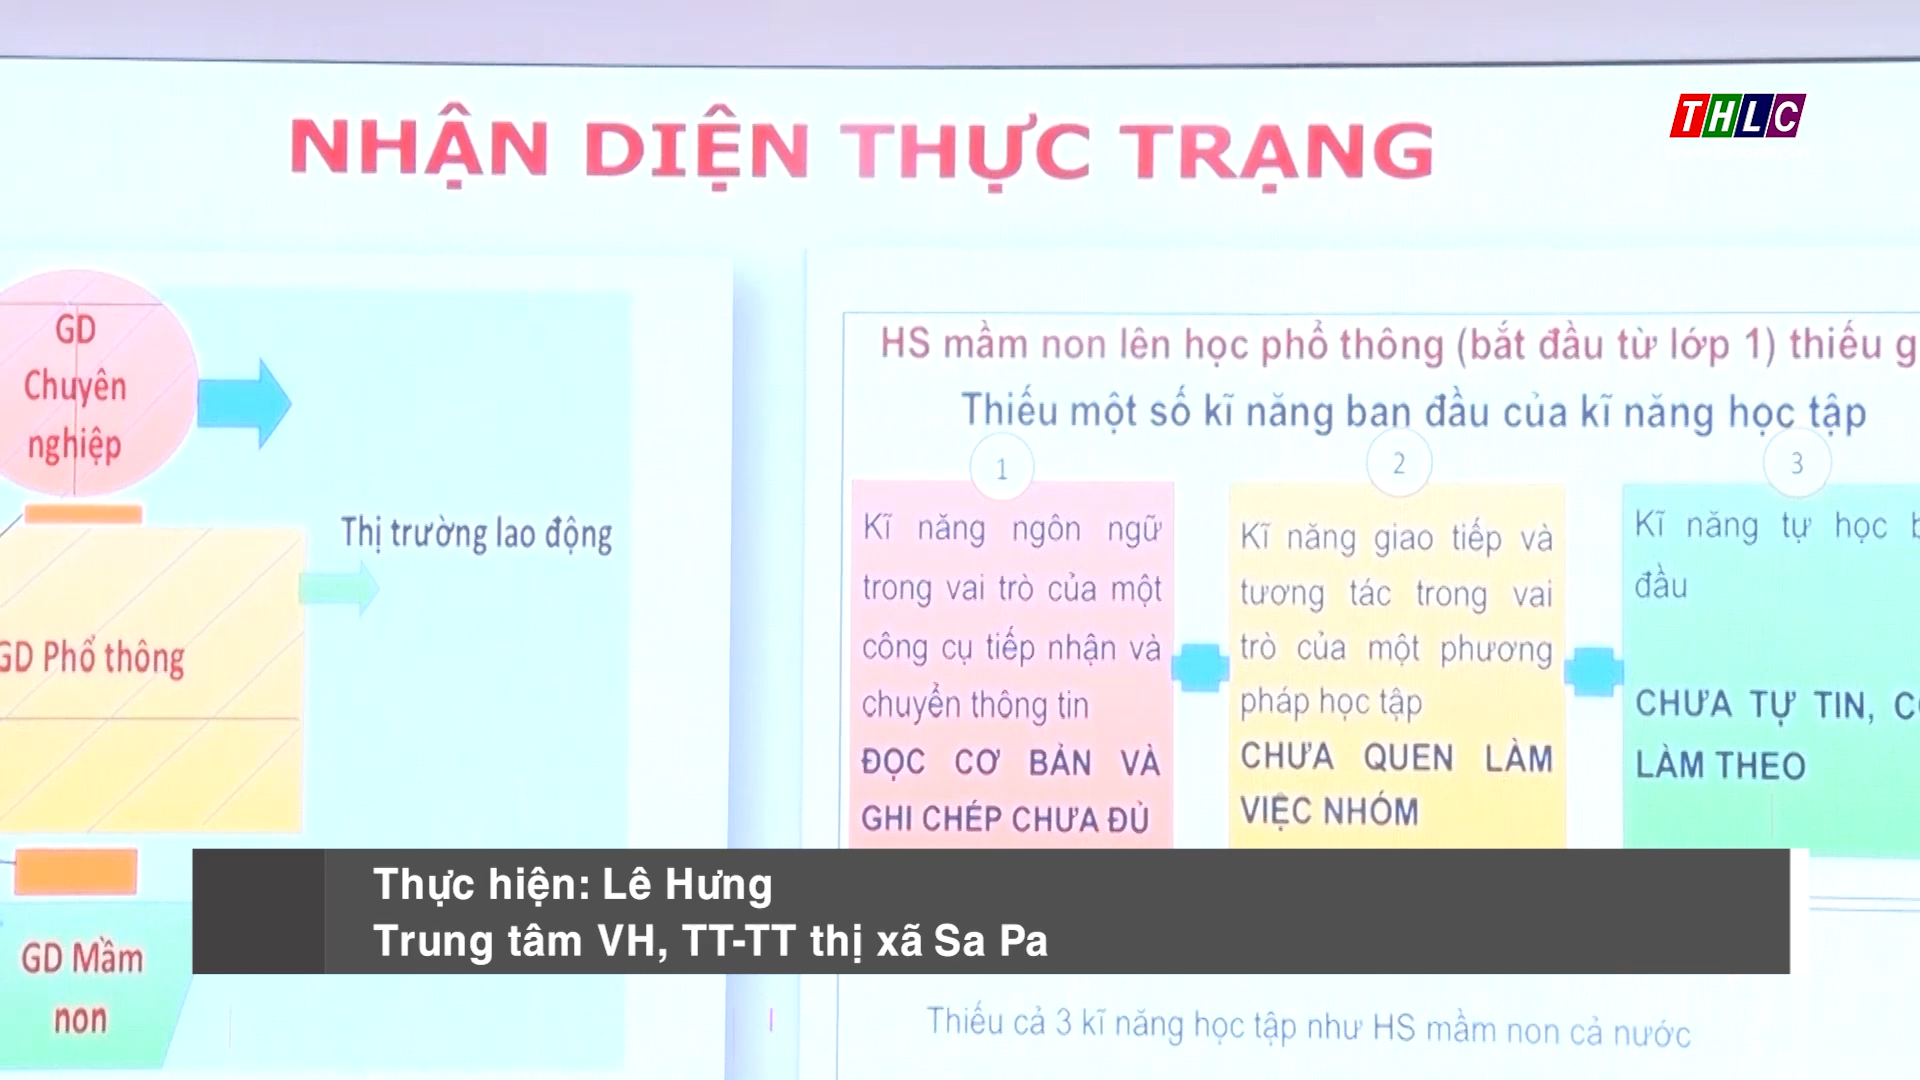 NHẬN DIỆN THỰC TRẠNG
THLC
GD
Chuyên
nghiệp
Thị trường lao động
GD Phổ thông
GD Mầm
non
HS mầm non lên học phổ thông (bắt đầu từ lớp 1) thiếu
Thiếu một số kĩ năng ban đầu của kĩ năng học tập
1
Kĩ năng ngôn ngữ
trong vai trò của một
công cụ tiếp nhận và
chuyển thông tin
ĐỌC CƠ BẢN VÀ
GHI CHÉP CHƯA ĐỦ
2
Kĩ năng giao tiếp và
tương tác trong vai
trò của một phương
pháp học tập
CHƯA QUEN LÀM
VIỆC NHÓM
3
Kĩ năng tự học
đầu
CHƯA TỰ TIN,
LÀM THEO
Thực hiện: Lê Hưng
Trung tâm VH, TT-TT thị xã Sa Pa
Thiếu cả 3 kĩ năng học tập như HS mầm non cả nước